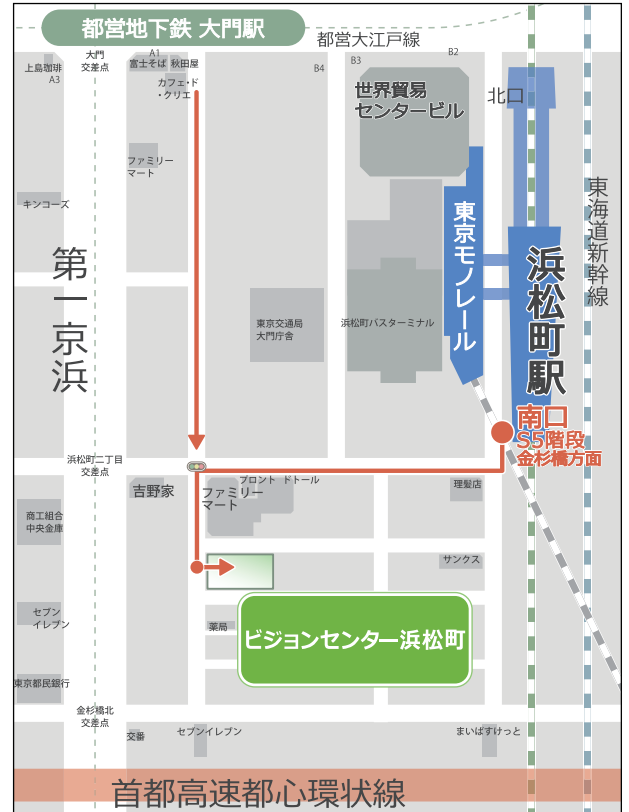 都営地下鉄 大門駅
都営大江戸線
大門
交差点
A1
B2
上島珈琲
A3
富士そば
秋田屋
B4
B3
カフェ・ド
・クリエ
世界貿易
センタービル
北口
ファミリー
マート
キンコーズ
東海道新幹線
東京モノレール
浜松町駅
第一京浜
東京交通局
大門庁舎
浜松町バスターミナル
南口
S5階段
金杉橋方面
浜松町二丁目
交差点
吉野家
ファミリー
マート
プロント
ドトール
理髪店
商工組合
中央金庫
サンクス
セブン
イレブン
薬局
ビジョンセンター浜松町
東京都民銀行
金杉橋北
交差点
交番
セブンイレブン
まいばすけっと
首都高速都心環状線